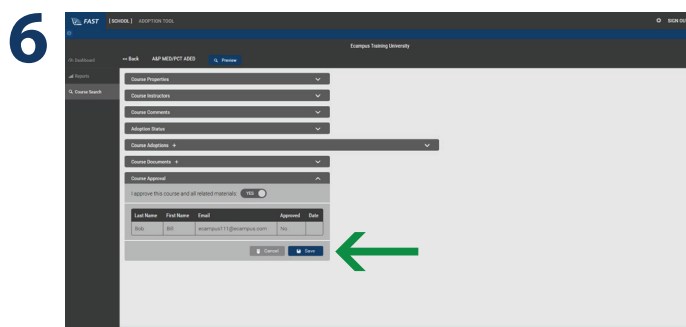 6
FAST [SCHOOL] ADOPTION TOOL SIGN OU
Ecampus Training University
Dashboard << Back A&P MED/PCT ADED Preview
Reports
Course Search
Course Properties
Course Instructors
Course Comments
Adoption Status
Course Adoptions +
Course Documents +
Course Approval
I approve this course and all related materials YES
Last Name First Name Email Approved Date
Bob Bill ecampus111@ecampus.com No
Cancel Save